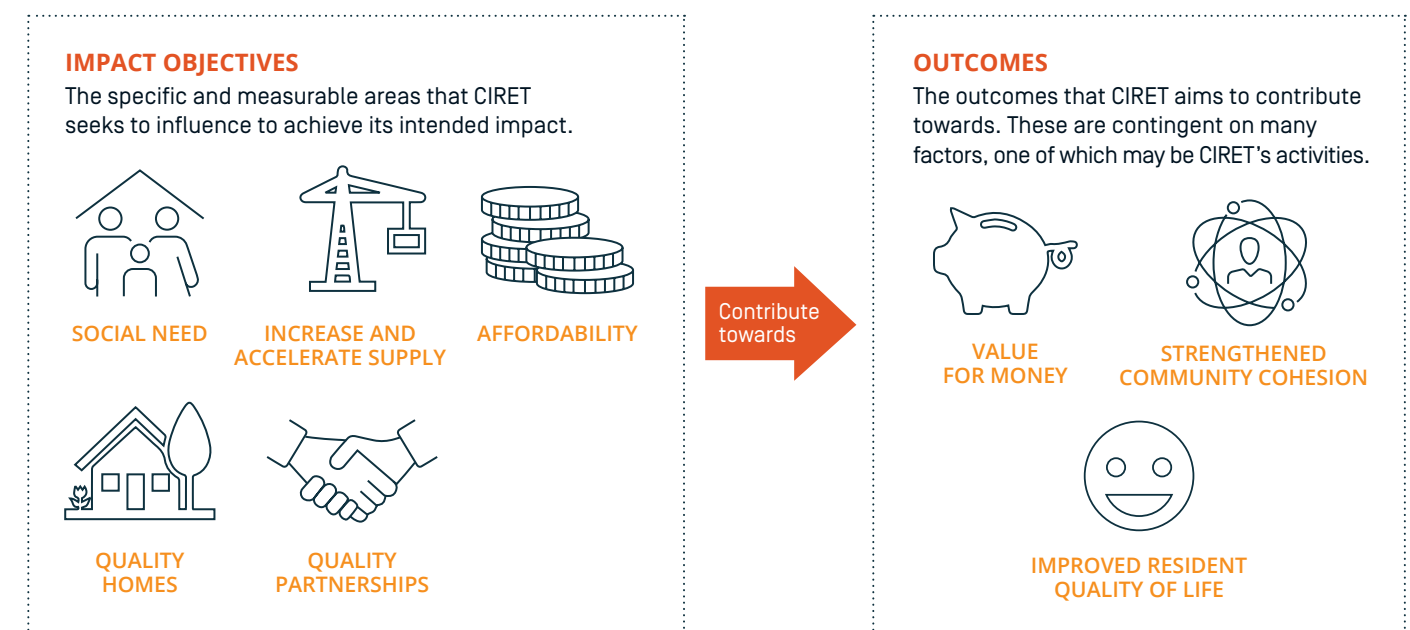 IMPACT OBJECTIVES
The specific and measurable areas that CIRET
seeks to influence to achieve its intended impact.
SOCIAL NEED
INCREASE AND
ACCELERATE SUPPLY
AFFORDABILITY
QUALITY
HOMES
QUALITY
PARTNERSHIPS
Contribute
towards
OUTCOMES
The outcomes that CIRET aims to contribute
towards. These are contingent on many
factors, one of which may be CIRET’s activities.
VALUE
FOR MONEY
STRENGTHENED
COMMUNITY COHESION
IMPROVED RESIDENT
QUALITY OF LIFE